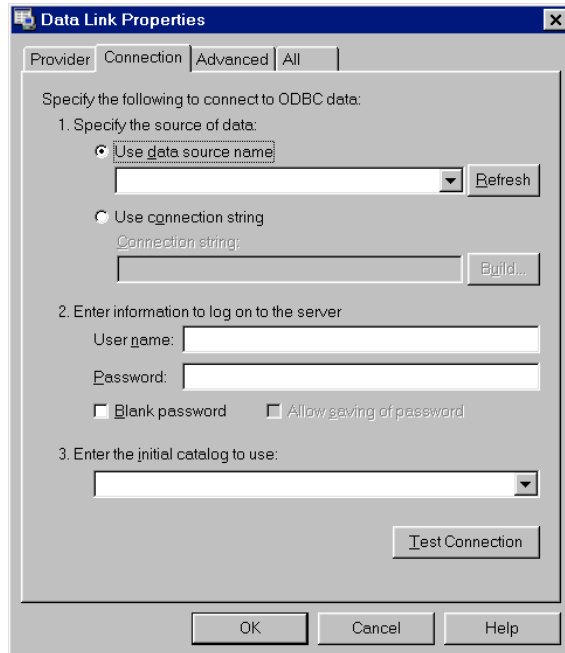 Data Link Properties
Provider Connection Advanced All
Specify the following to connect to ODBC data:
1. Specify the source of data:
Use data source name
Refresh
Use connection string
Connection string:
Build...
2. Enter information to log on to the server
User name:
Password:
Blank password Allow saving of password
3. Enter the initial catalog to use:
Test Connection
OK Cancel Help